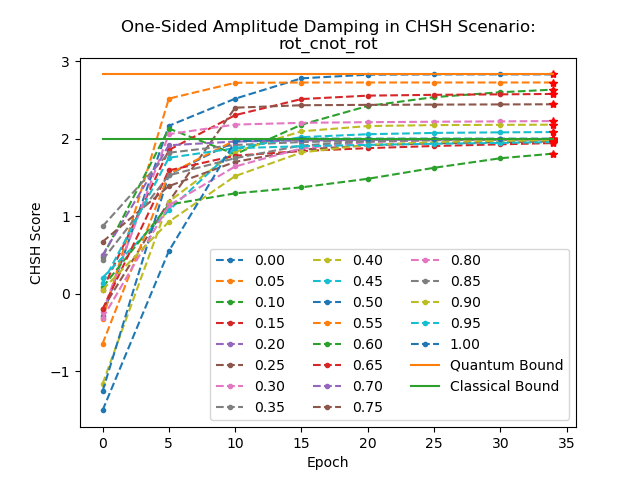 One-Sided Amplitude Damping in CHSH Scenario:
rot_cnot_rot
CHSH Score
3
2
1
0
−1
0 5 10 15 20 25 30 35
Epoch
0.00 0.40 0.80
0.05 0.45 0.85
0.10 0.50 0.90
0.15 0.55 0.95
0.20 0.60 1.00
0.25 0.65 Quantum Bound
0.30 0.70 Classical Bound
0.35 0.75